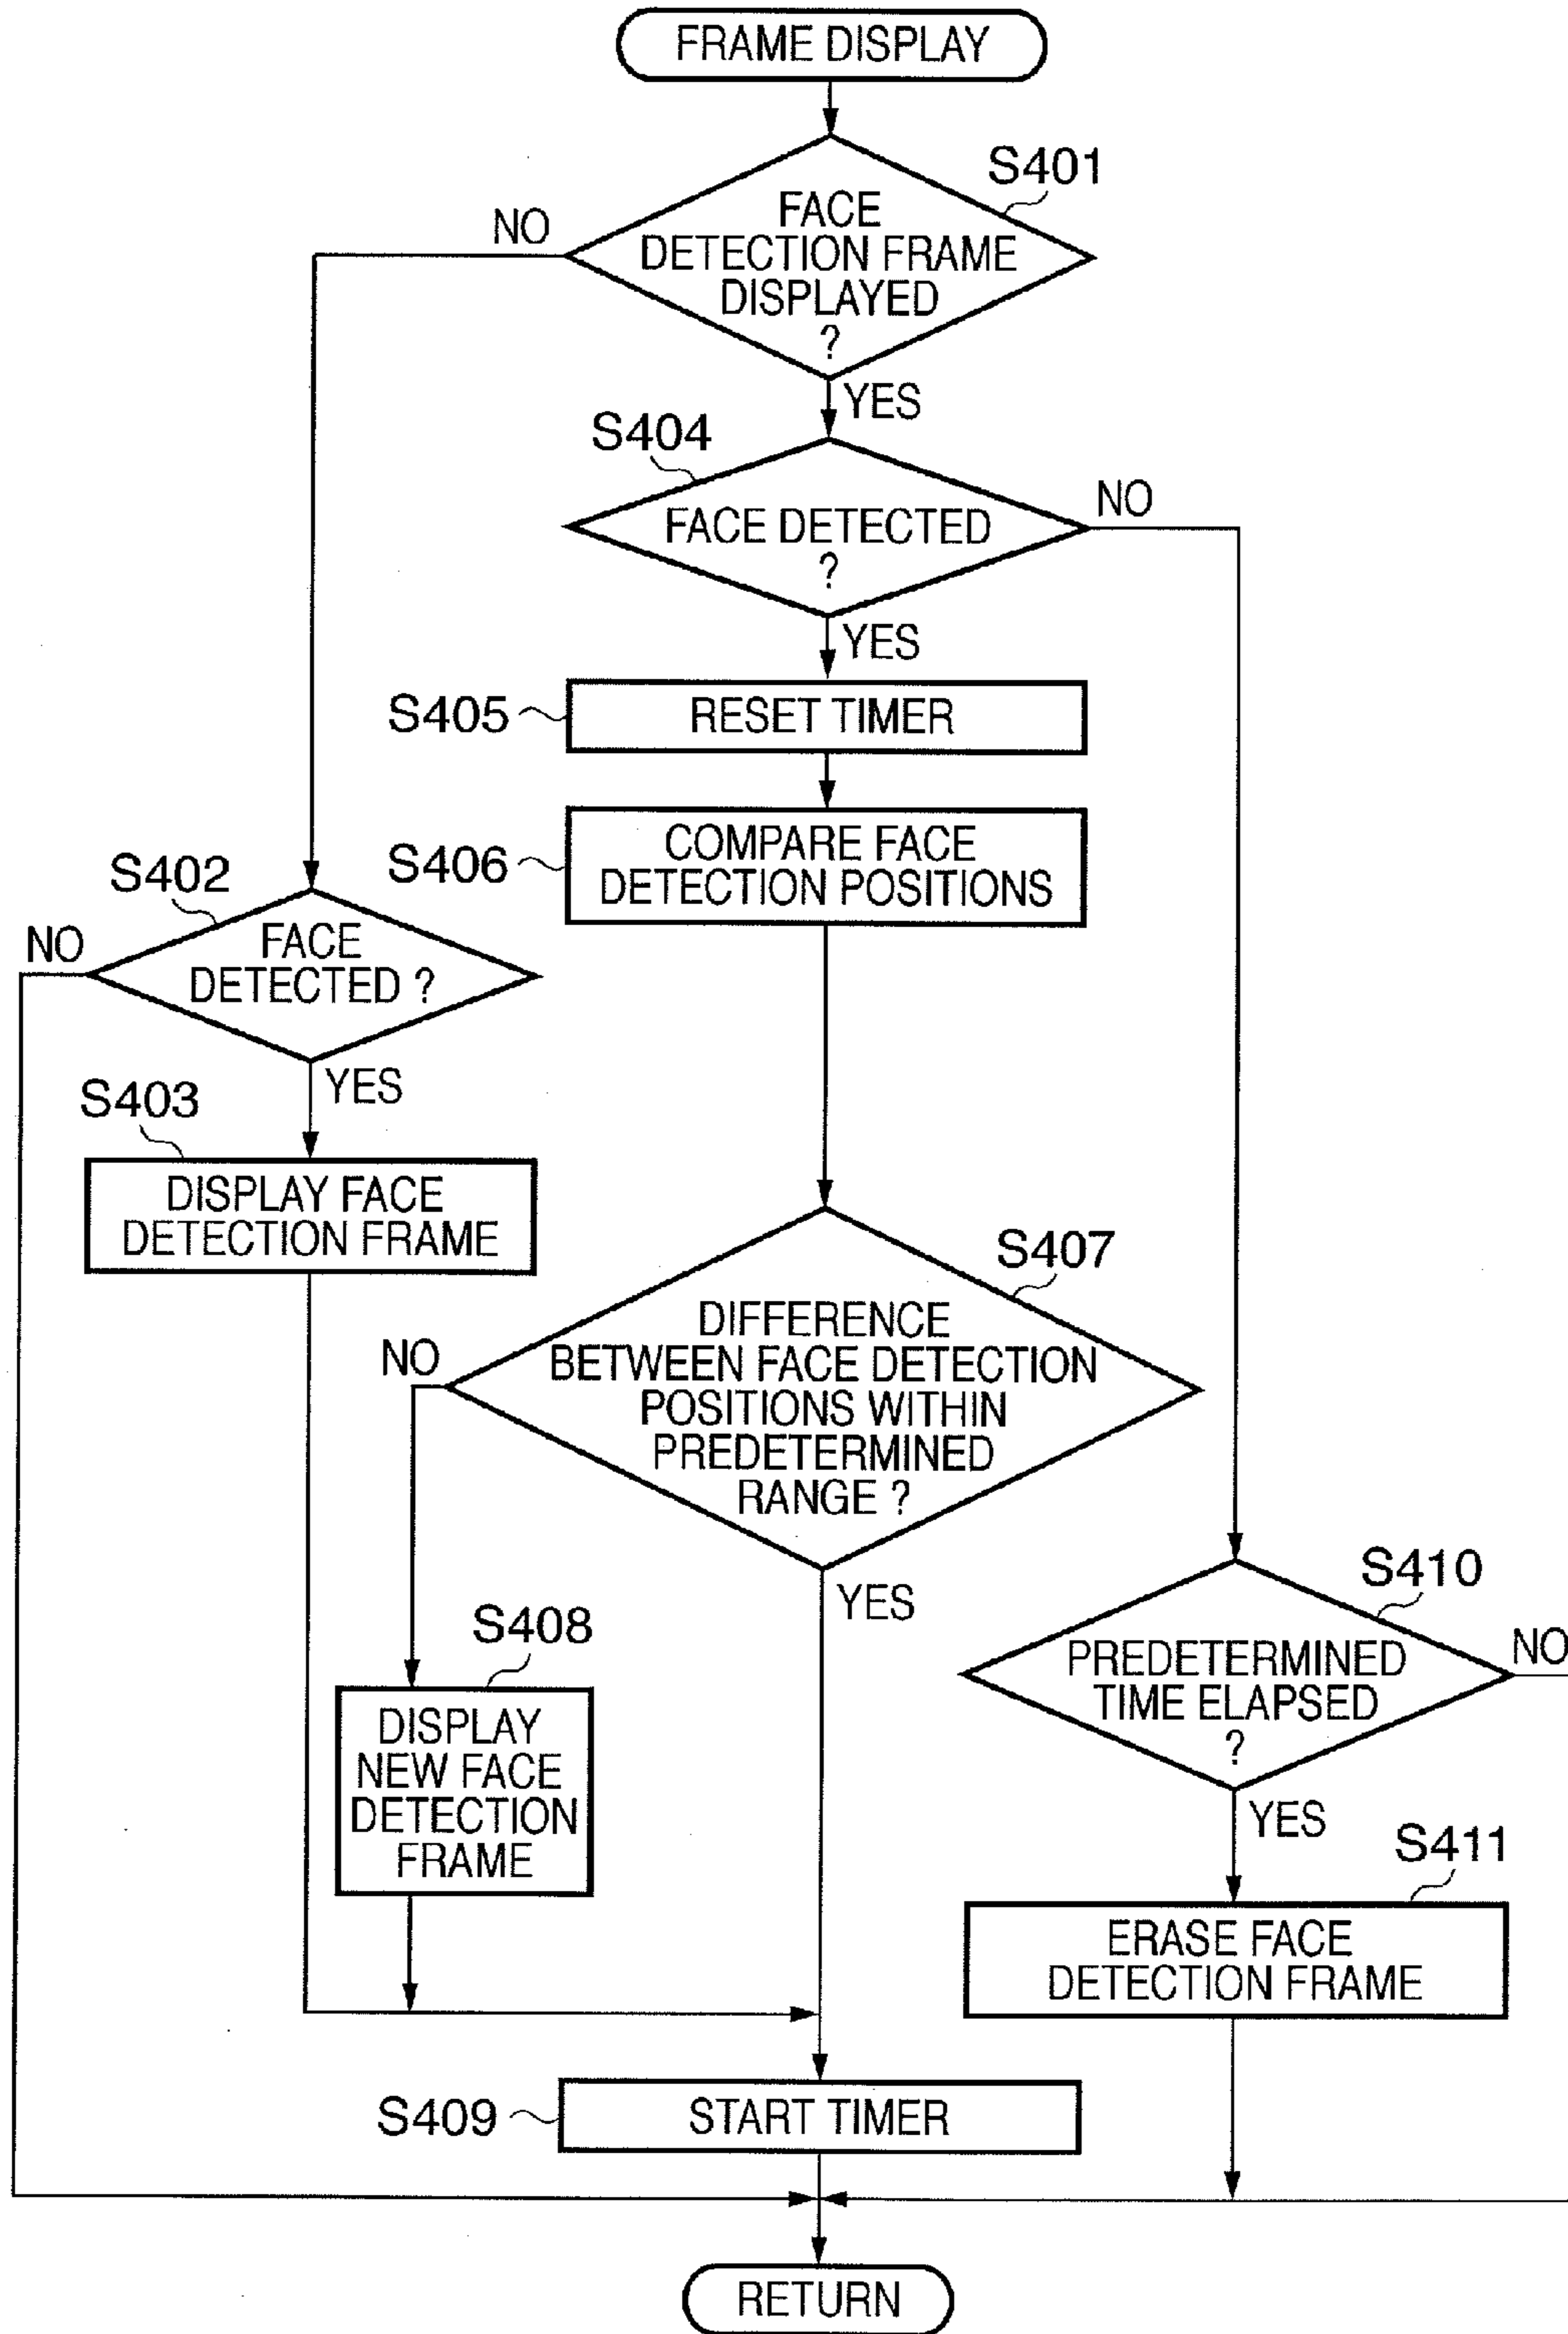 FRAME DISPLAY
S401
FACE
DETECTION FRAME
DISPLAYED
?
NO
YES
S404
FACE DETECTED
?
NO
YES
S405
RESET TIMER
S406
COMPARE FACE
DETECTION POSITIONS
S402
FACE
DETECTED ?
NO
YES
S403
DISPLAY FACE
DETECTION FRAME
S407
DIFFERENCE
BETWEEN FACE DETECTION
POSITIONS WITHIN
PREDETERMINED
RANGE ?
NO
YES
S408
DISPLAY
NEW FACE
DETECTION
FRAME
S410
PREDETERMINED
TIME ELAPSED
?
NO
YES
S411
ERASE FACE
DETECTION FRAME
S409
START TIMER
RETURN